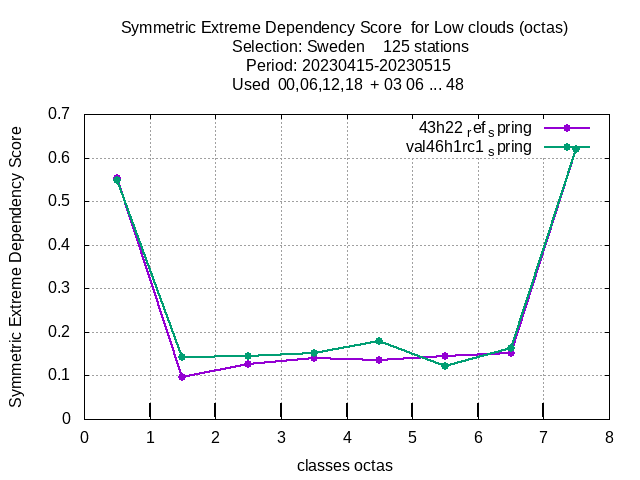 Symmetric Extreme Dependency Score for Low clouds (octas)
Selection: Sweden 125 stations
Period: 20230415-20230515
Used 00,06,12,18 + 03 06 ... 48
43h22 ref spring
val46h1rc1 spring
Symmetric Extreme Dependency Score
0.7
0.6
0.5
0.4
0.3
0.2
0.1
0
0 1 2 3 4 5 6 7 8
classes octas